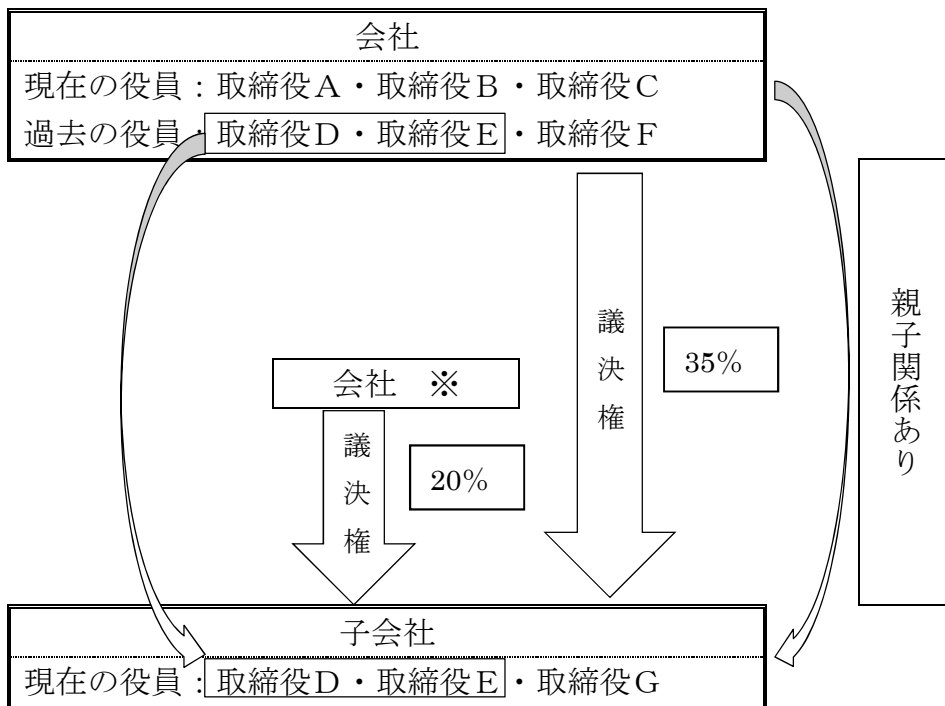 会社
現在の役員：取締役A・取締役B・取締役C
過去の役員：取締役D・取締役E・取締役F
親子関係あり
議決権
35%
会社 ※
議決権
20%
子会社
現在の役員：取締役D・取締役E・取締役G